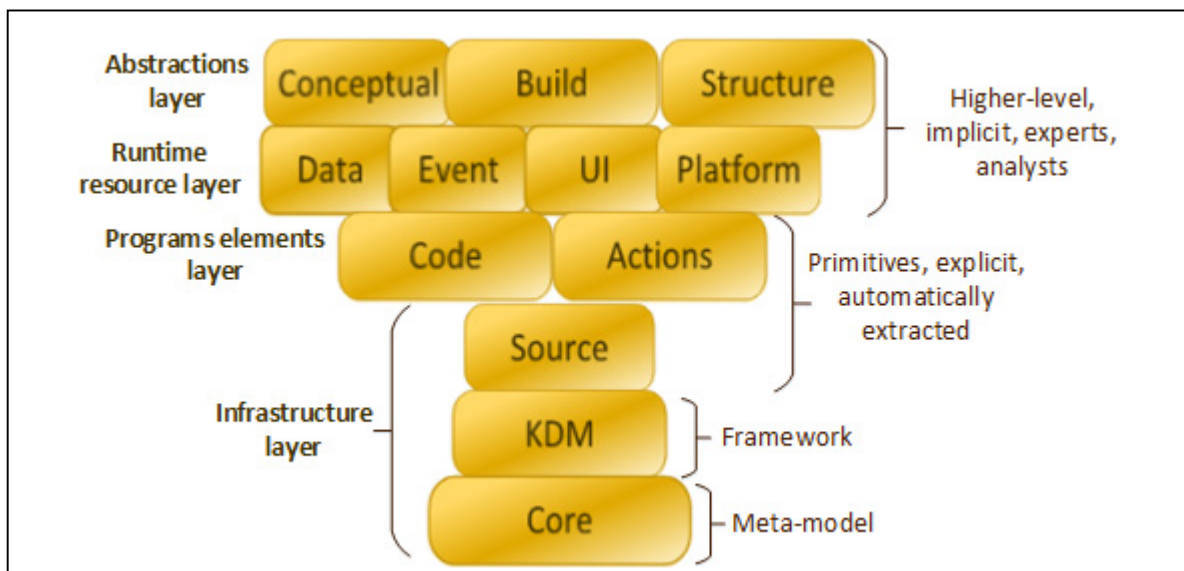 Abstractions
layer
Conceptual
Build
Structure
Higher-level,
implicit, experts,
analysts
Runtime
resource layer
Data
Event
UI
Platform
Programs elements
layer
Code
Actions
Primitives, explicit,
automatically
extracted
Source
Infrastructure
layer
KDM
Framework
Core
Meta-model